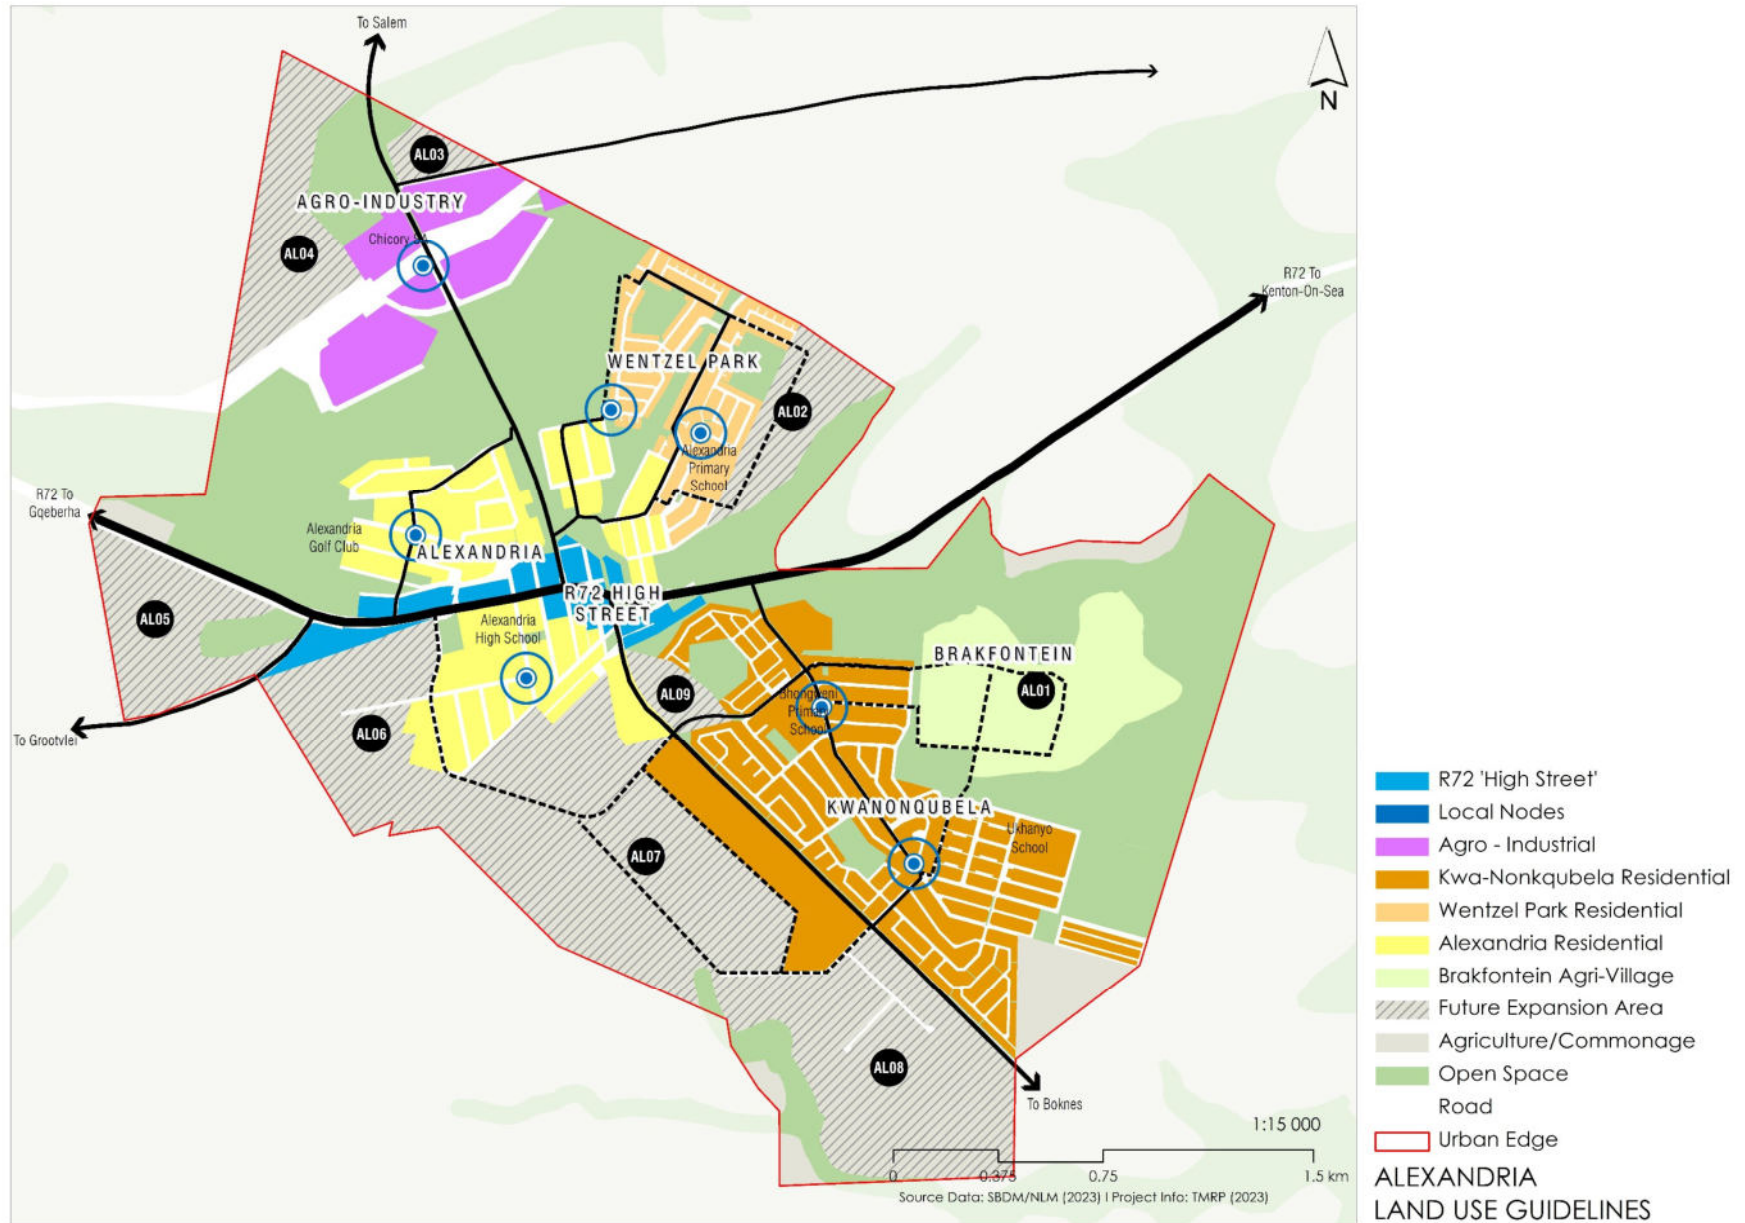 To Salem
N
AL03
AGRO-INDUSTRY
Chicory SA
AL04
R72 To
Kenton-On-Sea
WENTZEL PARK
AL02
Alexandria
Primary
School
R72 To
Gqeberha
Alexandria
Golf Club
ALEXANDRIA
R72 HIGH
STREET
AL05
Alexandria
High School
BRAKFONTEIN
AL01
AL09
Bhongweni
Primary
School
AL06
To Grootvlei
KWANONQUBELA
Ukhanyo
School
AL07
AL08
To Boknes
1:15 000
0
0.375
0.75
1.5 km
Source Data: SBDM/NLM (2023) I Project Info: TMRP (2023)
R72 'High Street'
Local Nodes
Agro - Industrial
Kwa-Nonkqubela Residential
Wentzel Park Residential
Alexandria Residential
Brakfontein Agri-Village
Future Expansion Area
Agriculture/Commonage
Open Space
Road
Urban Edge
ALEXANDRIA
LAND USE GUIDELINES